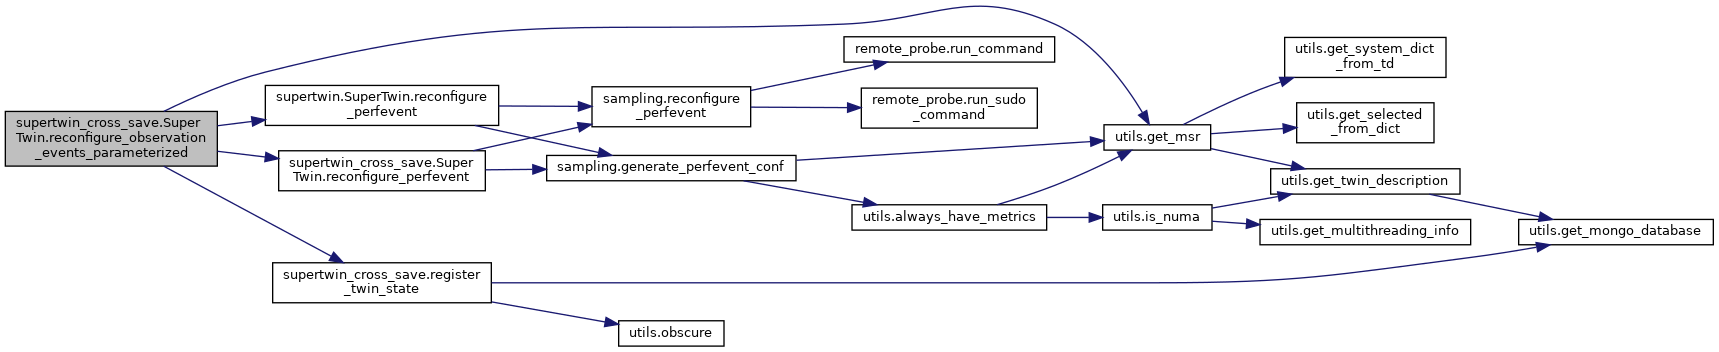 supertwin_cross_save.Super
Twin.reconfigure_observation
_events_parameterized
supertwin.SuperTwin.reconfigure
_perfevent
supertwin_cross_save.Super
Twin.reconfigure_perfevent
supertwin_cross_save.register
_twin_state
sampling.reconfigure
_perfevent
sampling.generate_perfevent_conf
utils.obscure
remote_probe.run_command
remote_probe.run_sudo
_command
utils.always_have_metrics
utils.get_msr
utils.is_numa
utils.get_system_dict
_from_td
utils.get_selected
_from_dict
utils.get_twin_description
utils.get_multithreading_info
utils.get_mongo_database